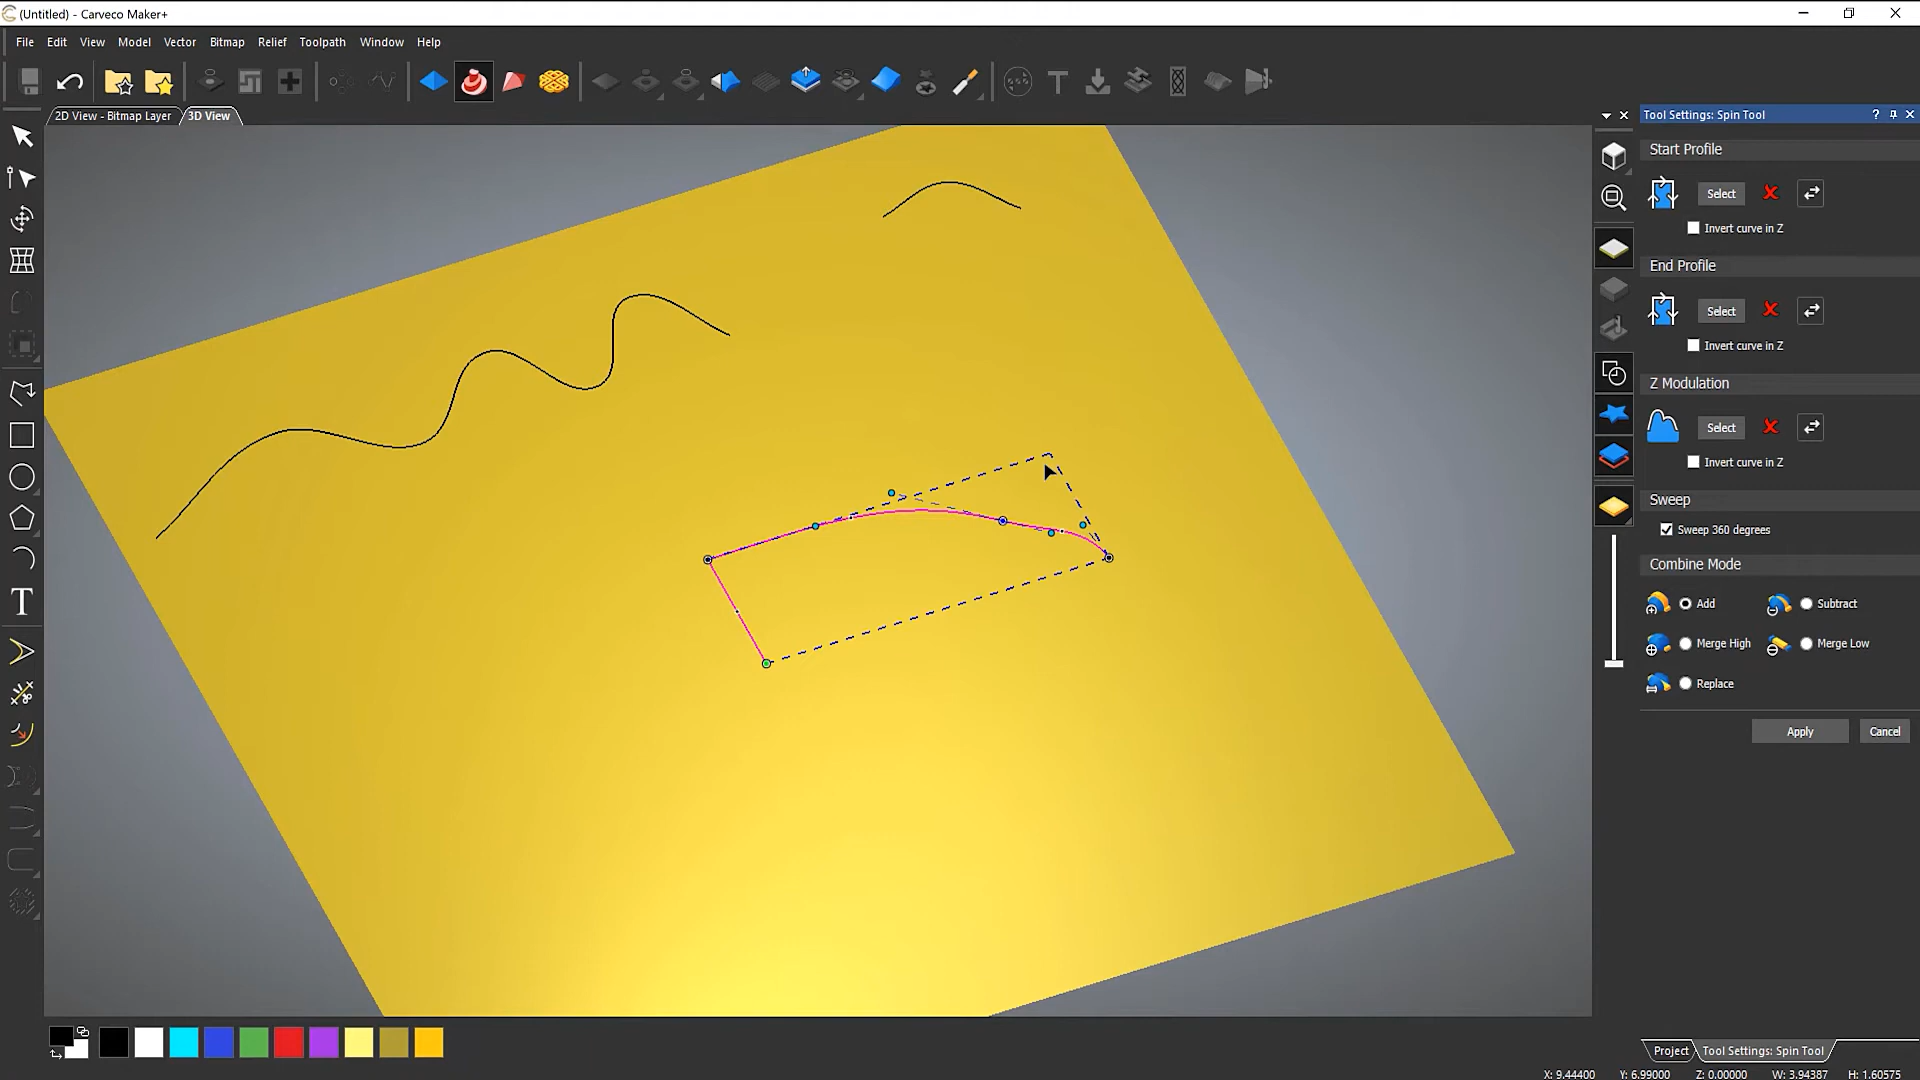 (Untitled) - Carveco Maker+
File Edit View Model Vector Bitmap Relief Toolpath Window Help
2D View - Bitmap Layer 3D View
Tool Settings: Spin Tool
Start Profile
Select
Invert curve in Z
End Profile
Select
Invert curve in Z
Z Modulation
Select
Invert curve in Z
Sweep
Sweep 360 degrees
Combine Mode
Add Subtract
Merge High Merge Low
Replace
Apply Cancel
Project Tool Settings: Spin Tool
X: 9.44400 Y: 6.99000 Z: 0.00000 W: 3.94387 H: 1.60575